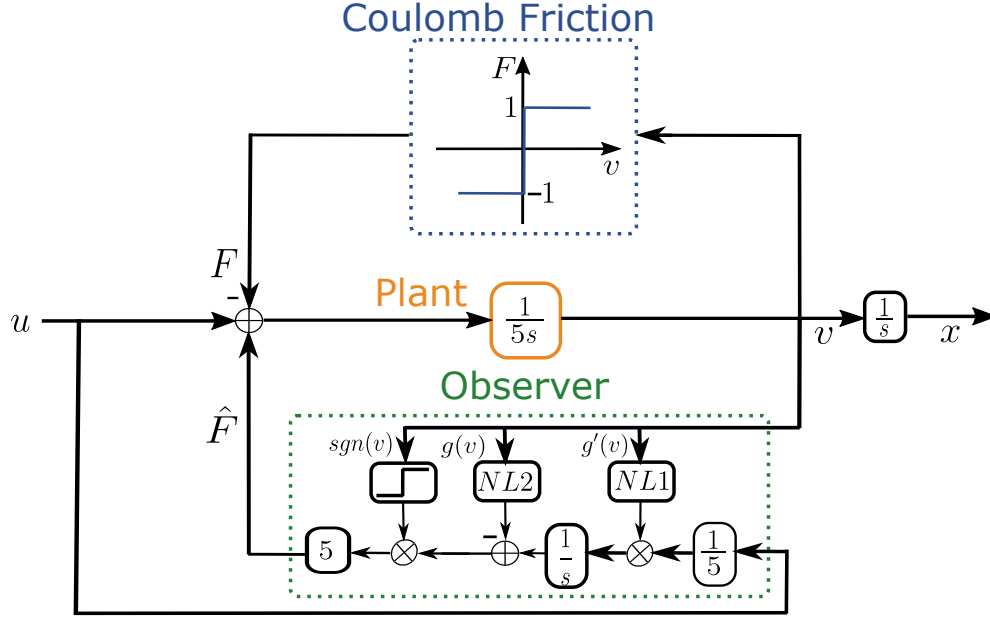 Coulomb Friction
F
1
v
−1
F
-
Plant
u
1
5s
v
1
s
x
Observer
F̂
sgn(v)
g(v)
g′(v)
NL2
NL1
−
5
1
s
1
5